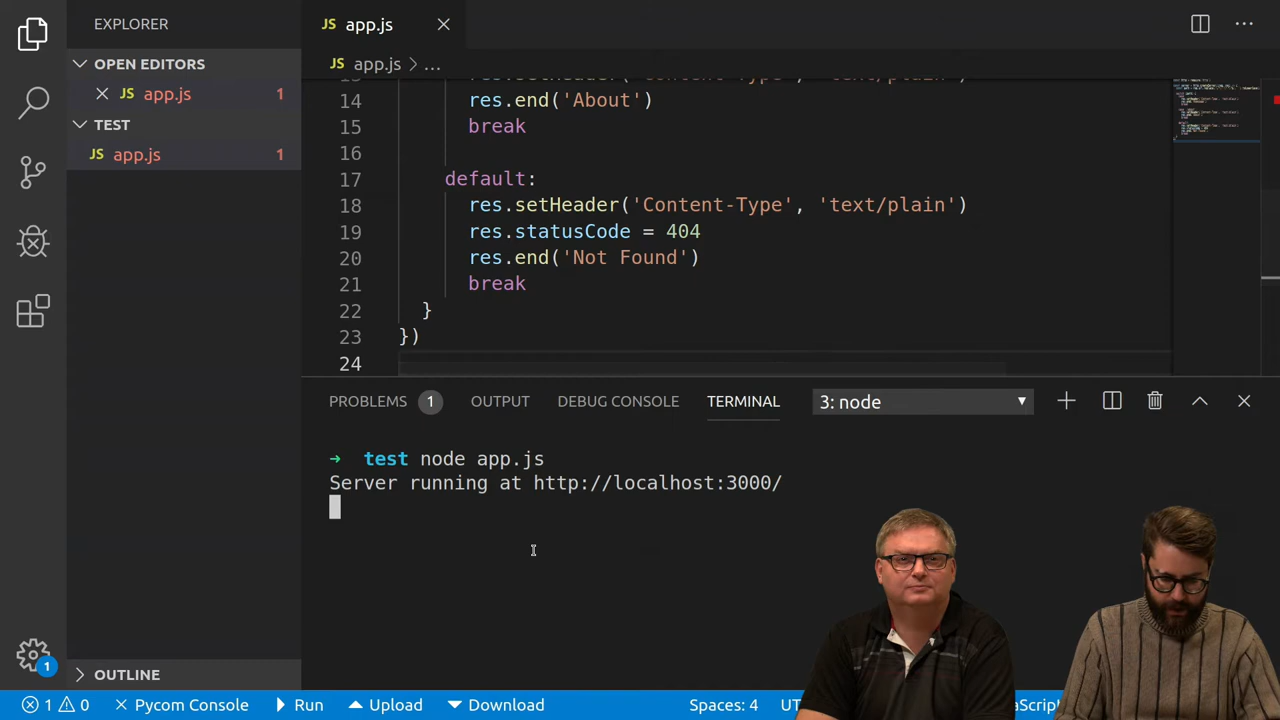 EXPLORER
JS app.js
OPEN EDITORS
JS app.js 1
TEST
JS app.js 1
OUTLINE
JS app.js > ...
14 res.end('About')
15 break
16
17 default:
18 res.setHeader('Content-Type', 'text/plain')
19 res.statusCode = 404
20 res.end('Not Found')
21 break
22 }
23 })
24
PROBLEMS 1 OUTPUT DEBUG CONSOLE TERMINAL 3: node
→ test node app.js
Server running at http://localhost:3000/
1
1 0 Pycom Console Run Upload Download Spaces: 4